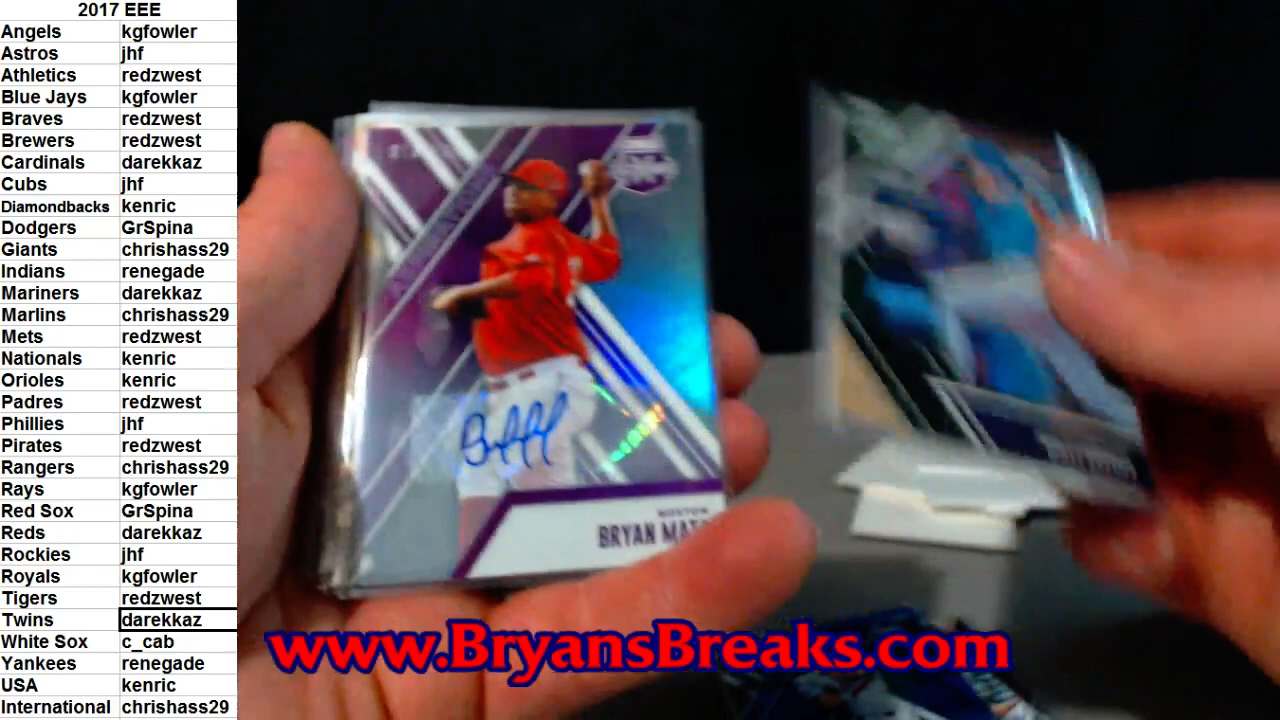 2017 EEE
Angels kgfowler
Astros jhf
Athletics redzwest
Blue Jays kgfowler
Braves redzwest
Brewers redzwest
Cardinals darekkaz
Cubs jhf
Diamondbacks kenric
Dodgers GrSpina
Giants chrishass29
Indians renegade
Mariners darekkaz
Marlins chrishass29
Mets redzwest
Nationals kenric
Orioles kenric
Padres redzwest
Phillies jhf
Pirates redzwest
Rangers chrishass29
Rays kgfowler
Red Sox GrSpina
Reds darekkaz
Rockies jhf
Royals kgfowler
Tigers redzwest
Twins darekkaz
White Sox c_cab
Yankees renegade
USA kenric
International chrishass29
BOSTON
BRYAN
www.BryansBreaks.com